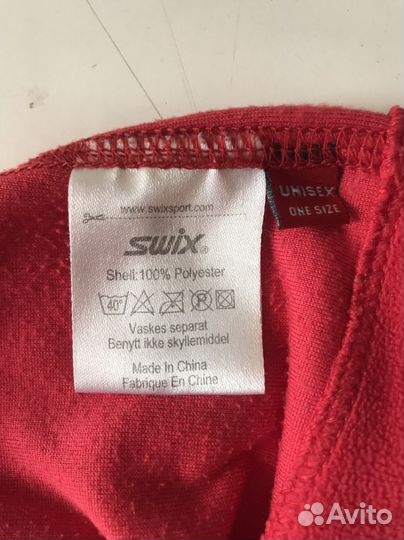 www.swixsport.com
SWIX®
Shell:100% Polyester
40°
P
Vaskes separat
Benytt ikke skyllemiddel
Made In China
Fabrique En Chine
UNISEX
ONE SIZE
Avito